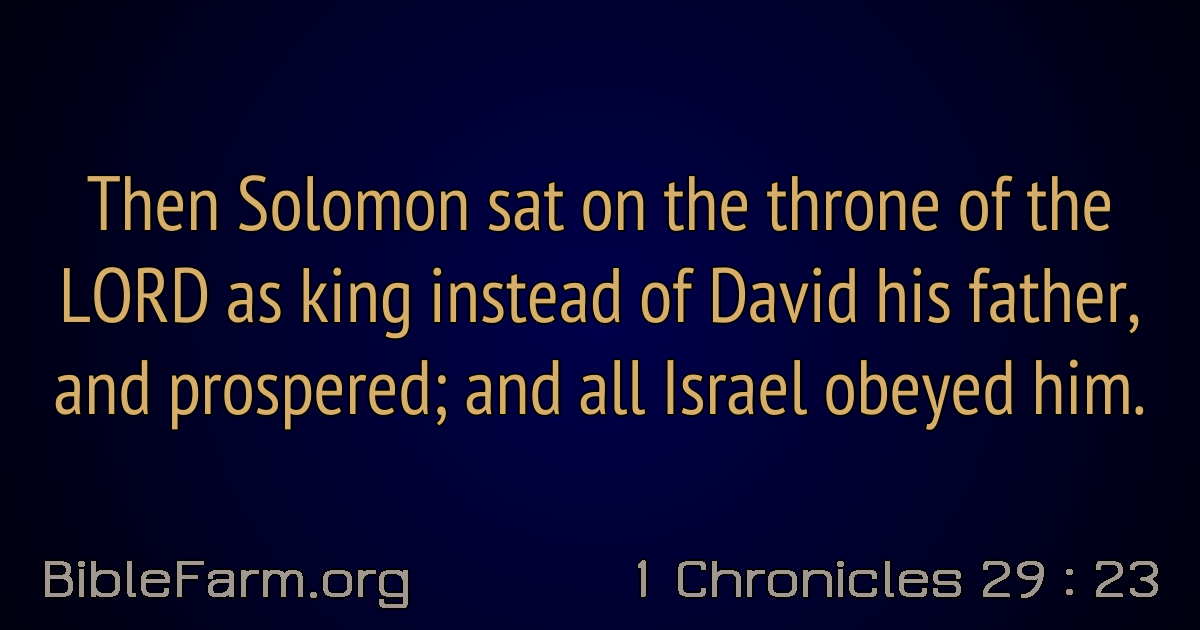 Then Solomon sat on the throne of the
LORD as king instead of David his father,
and prospered; and all Israel obeyed him.
BibleFarm.org
1 Chronicles 29 : 23